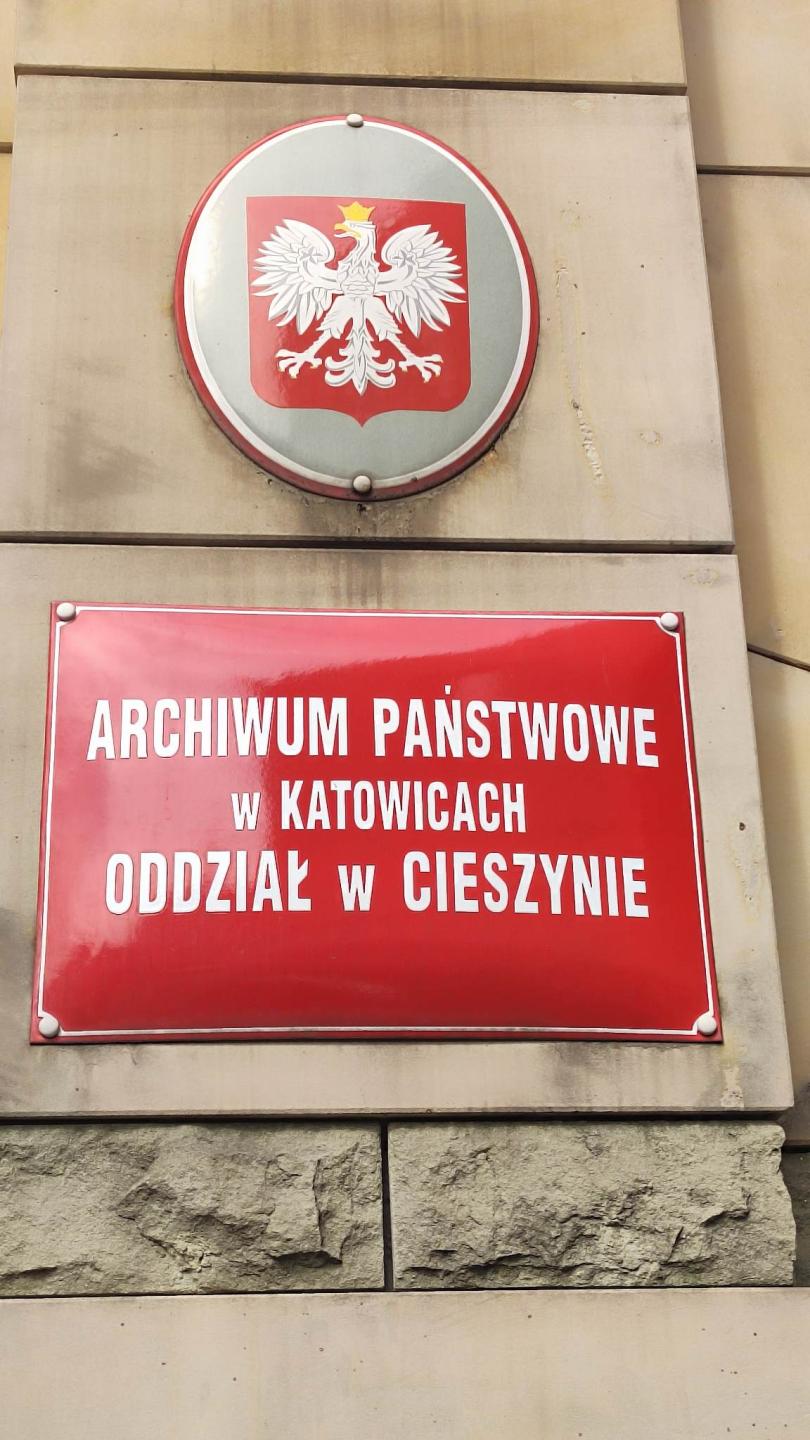 ARCHIWUM PAŃSTWOWE
w KATOWICACH
ODDZIAŁ w CIESZYNIE